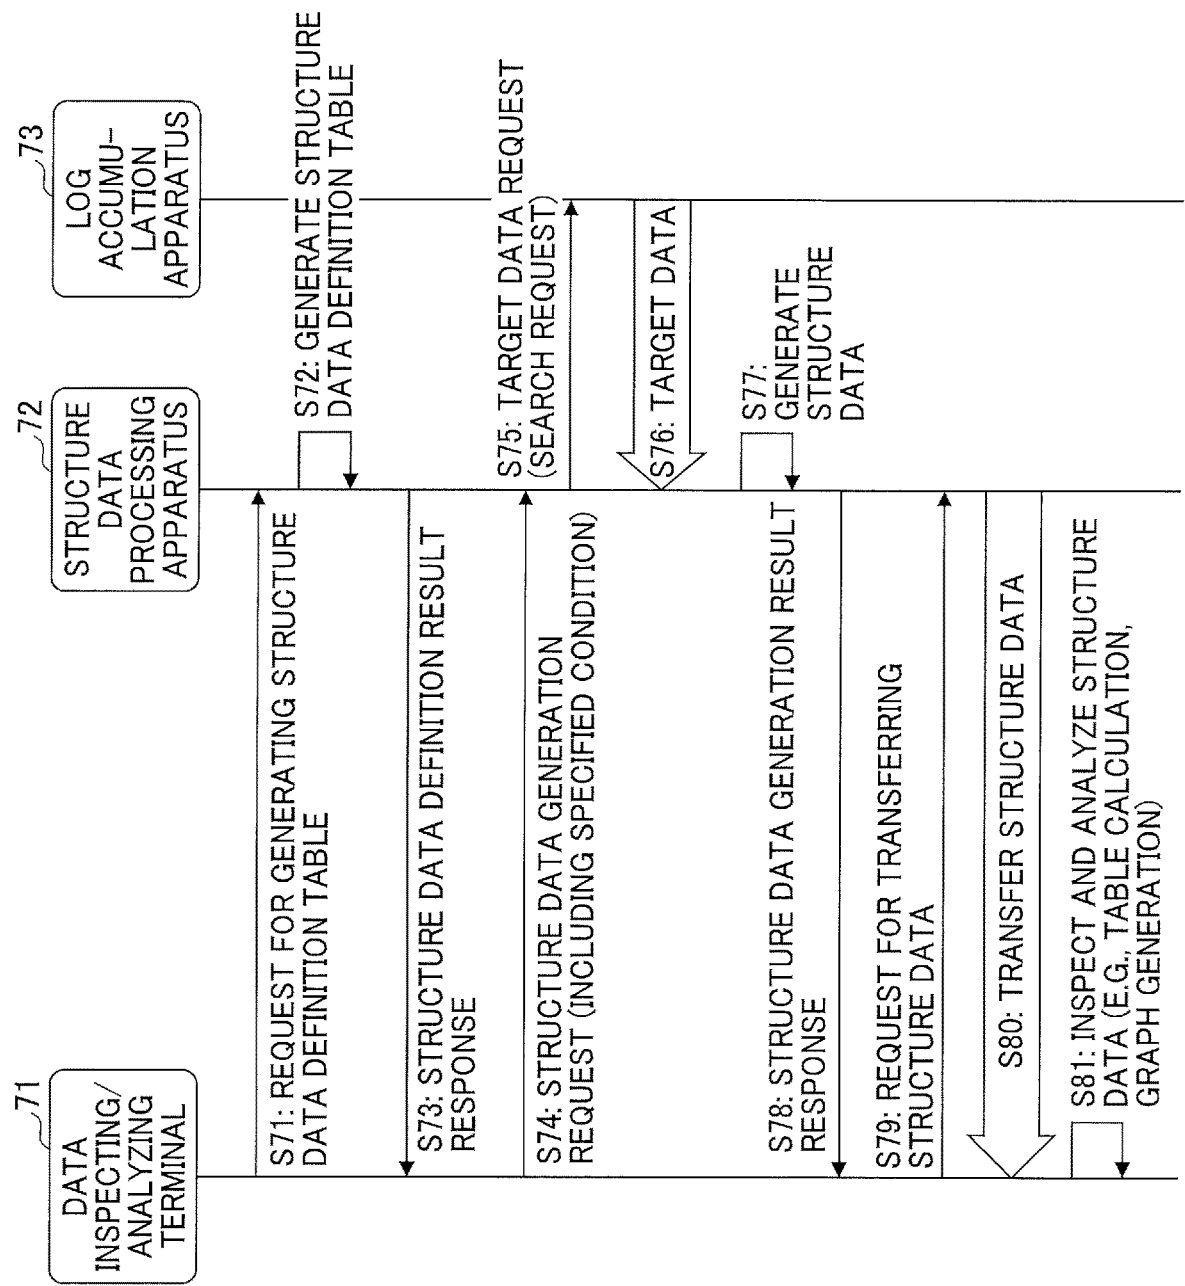 71
DATA
INSPECTING/
ANALYZING
TERMINAL
72
STRUCTURE
DATA
PROCESSING
APPARATUS
73
LOG
ACCUMU-
LATION
APPARATUS
S71: REQUEST FOR GENERATING STRUCTURE
DATA DEFINITION TABLE
S72: GENERATE STRUCTURE
DATA DEFINITION TABLE
S73: STRUCTURE DATA DEFINITION RESULT
RESPONSE
S74: STRUCTURE DATA GENERATION
REQUEST (INCLUDING SPECIFIED CONDITION)
S75: TARGET DATA REQUEST
(SEARCH REQUEST)
S76: TARGET DATA
S77:
GENERATE
STRUCTURE
DATA
S78: STRUCTURE DATA GENERATION RESULT
RESPONSE
S79: REQUEST FOR TRANSFERRING
STRUCTURE DATA
S80: TRANSFER STRUCTURE DATA
S81: INSPECT AND ANALYZE STRUCTURE
DATA (E.G., TABLE CALCULATION,
GRAPH GENERATION)